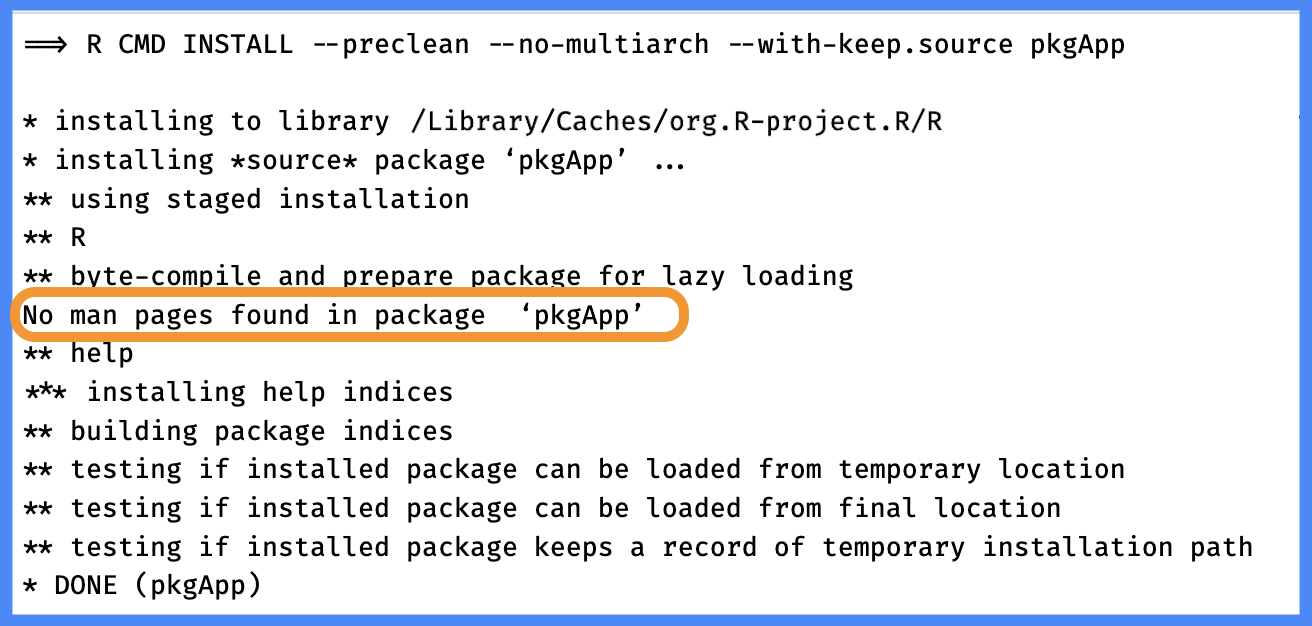 ==> R CMD INSTALL --preclean --no-multiarch --with-keep.source pkgApp
* installing to library /Library/Caches/org.R-project.R/R
* installing *source* package ‘pkgApp’ ...
** using staged installation
** R
** byte-compile and prepare package for lazy loading
No man pages found in package  ‘pkgApp’
** help
*** installing help indices
** building package indices
** testing if installed package can be loaded from temporary location
** testing if installed package can be loaded from final location
** testing if installed package keeps a record of temporary installation path
* DONE (pkgApp)